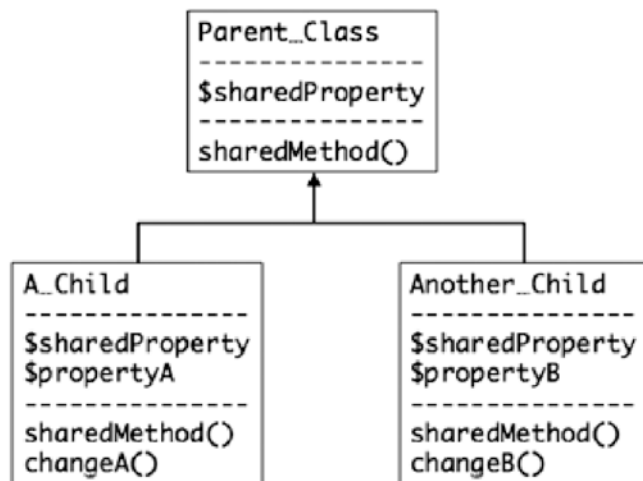 Parent_Class
---------------
$sharedProperty
---------------
sharedMethod()
A_Child
---------------
$sharedProperty
$propertyA
---------------
sharedMethod()
changeA()
Another_Child
---------------
$sharedProperty
$propertyB
---------------
sharedMethod()
changeB()